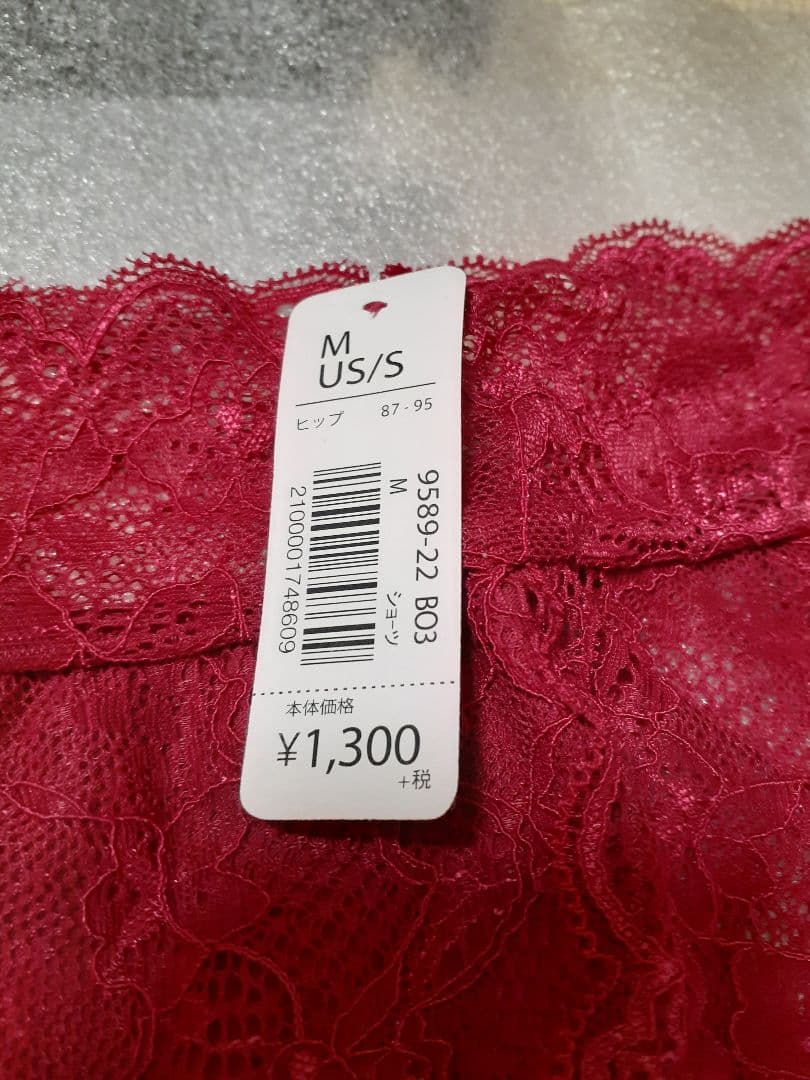 M
US/S
ヒップ 87-95
9589-22 B03
M ショーツ
2100001748609
本体価格
¥1,300
+税